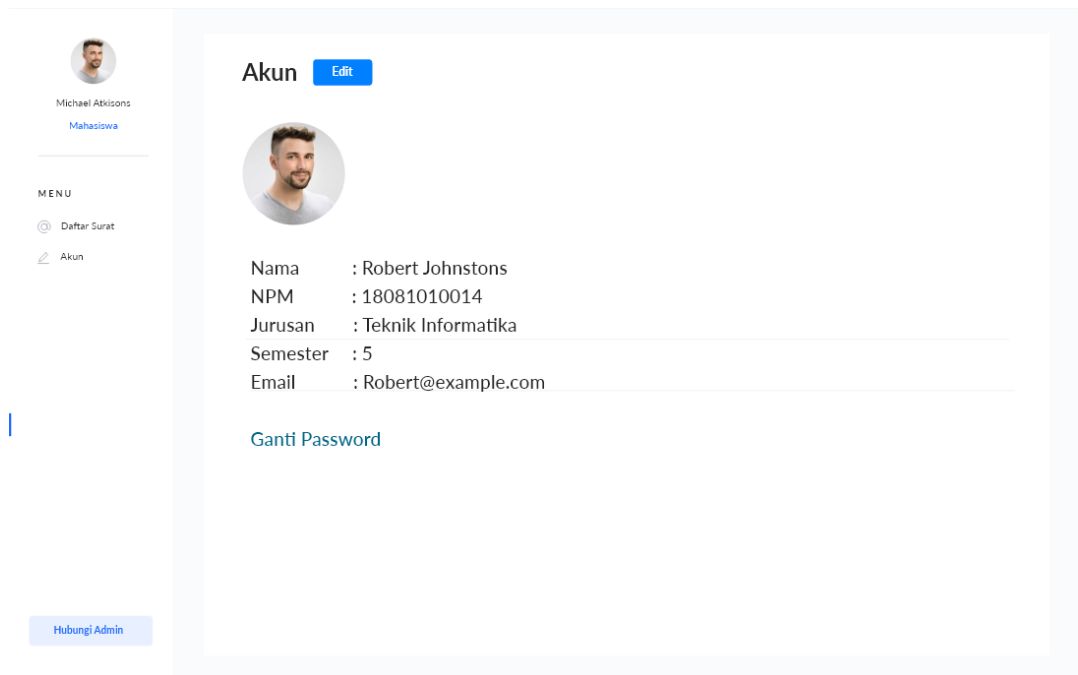 Michael Atkisons
Mahasiswa
MENU
Daftar Surat
Akun
Hubungi Admin
Akun
Edit
Nama : Robert Johnstons
NPM : 18081010014
Jurusan : Teknik Informatika
Semester : 5
Email : Robert@example.com
Ganti Password